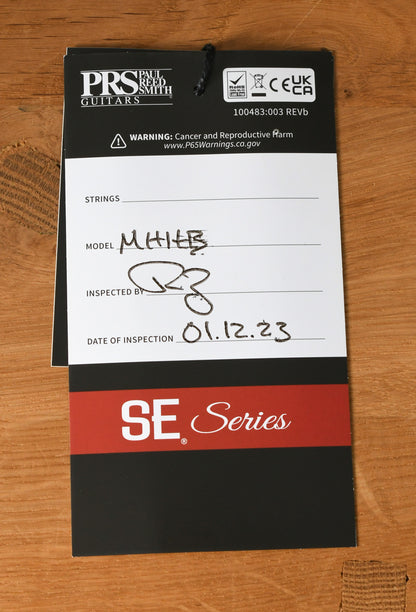 PRS PAUL REED SMITH
GUITARS
RoHS
CE UK CA
100483:003 REVb
WARNING: Cancer and Reproductive Harm
www.P65Warnings.ca.gov
STRINGS
MODEL
INSPECTED BY
DATE OF INSPECTION 01.12.23
SE® Series